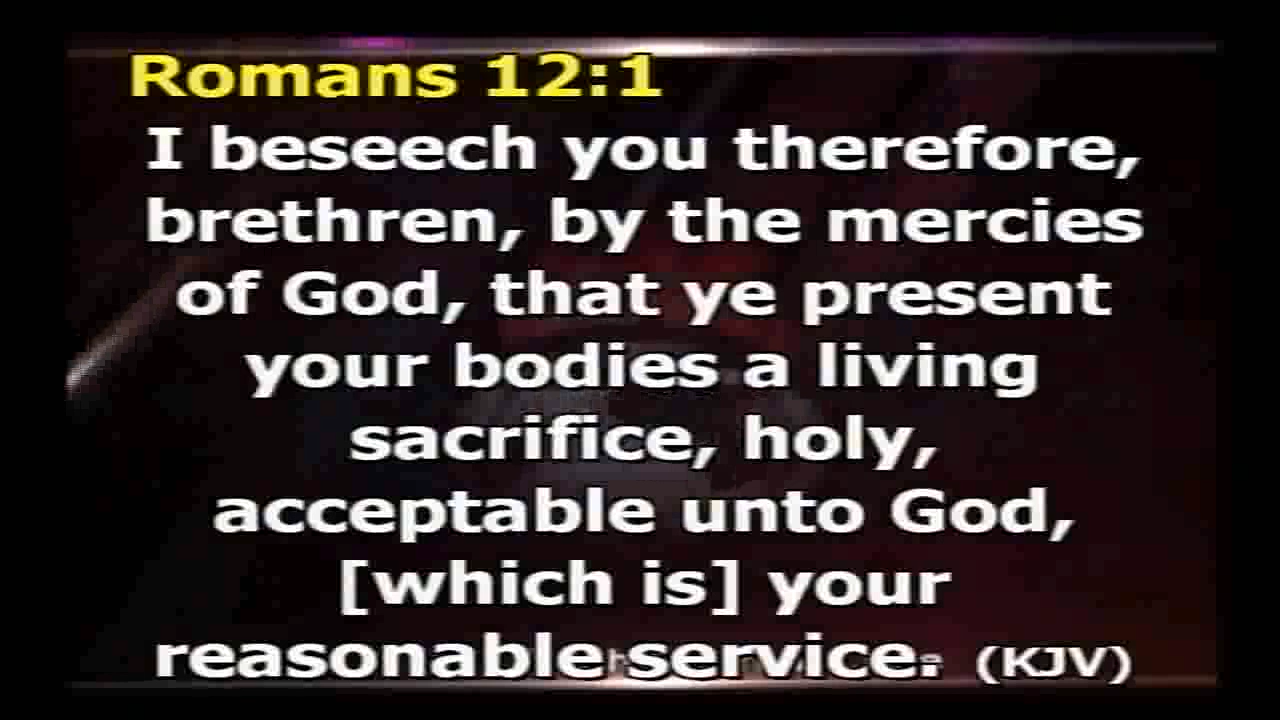 Romans 12:1
I beseech you therefore,
brethren, by the mercies
of God, that ye present
your bodies a living
sacrifice, holy,
acceptable unto God,
[which is] your
reasonable service. (KJV)